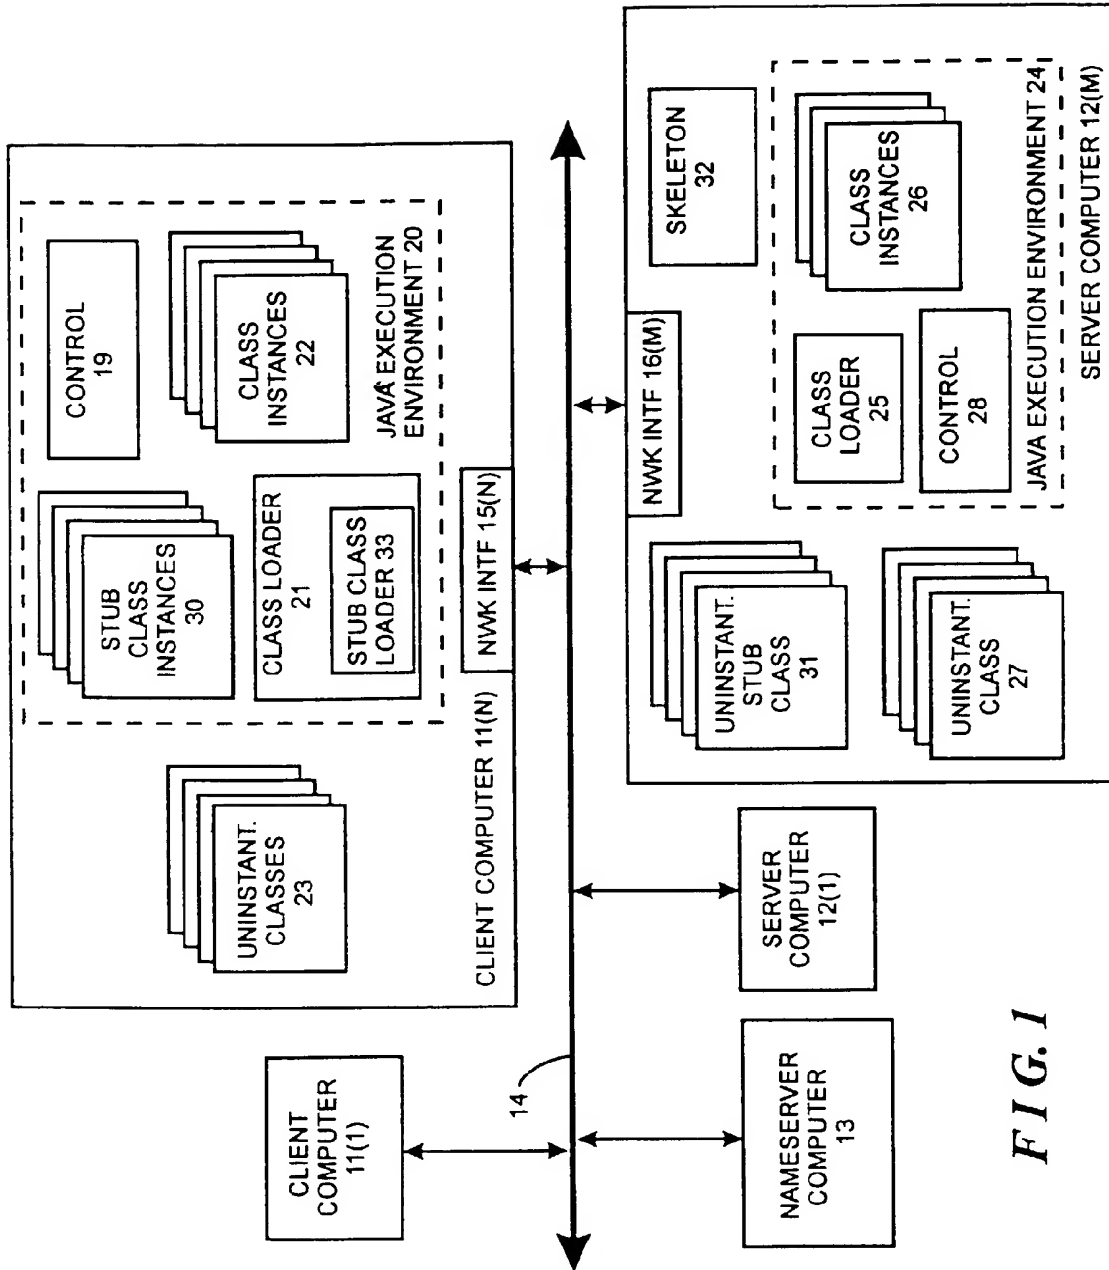 CLIENT
COMPUTER
11(1)
14
NAMESERVER
COMPUTER
13
SERVER
COMPUTER
12(1)
UNINSTANT.
CLASSES
23
CLIENT COMPUTER 11(N)
NWK INTF 15(N)
STUB
CLASS
INSTANCES
30
CLASS LOADER
21
STUB CLASS
LOADER 33
CONTROL
19
CLASS
INSTANCES
22
JAVA EXECUTION
ENVIRONMENT 20
NWK INTF 16(M)
UNINSTANT.
STUB
CLASS
31
UNINSTANT.
CLASS
27
SKELETON
32
CLASS
LOADER
25
CONTROL
28
CLASS
INSTANCES
26
JAVA EXECUTION ENVIRONMENT 24
SERVER COMPUTER 12(M)
FIG. 1